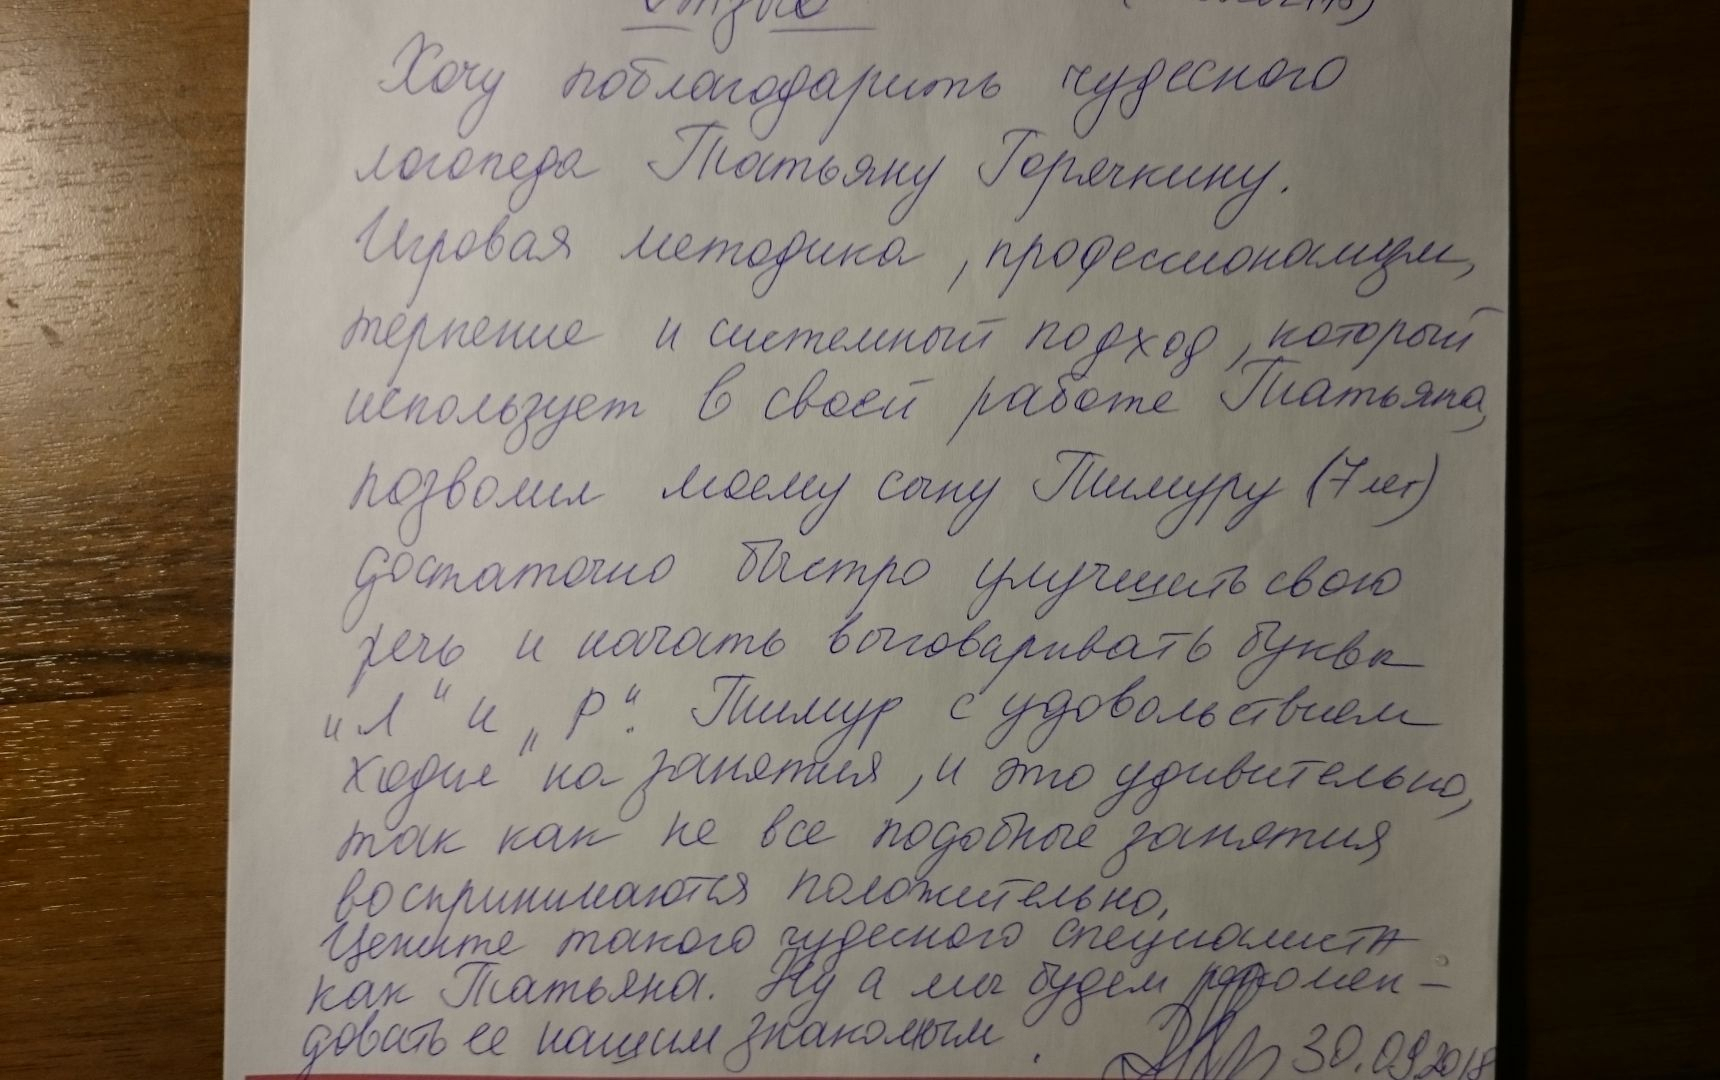 Отзыв
Хочу поблагодарить чудесного
логопеда Татьяну Горячкину.
Игровая методика, профессионализм,
терпение и системный подход, который
использует в своей работе Татьяна,
позволил моему сыну Тимуру (7 лет)
достаточно быстро улучшить свою
речь и начать выговаривать буквы
„Л" и „Р". Тимур с удовольствием
ходил на занятия, и это удивительно,
так как не все подобные занятия
воспринимаются положительно.
Цените такого чудесного специалиста
как Татьяна. Ну а мы будем рекомен-
довать ее нашим знакомым.
30.09.2018